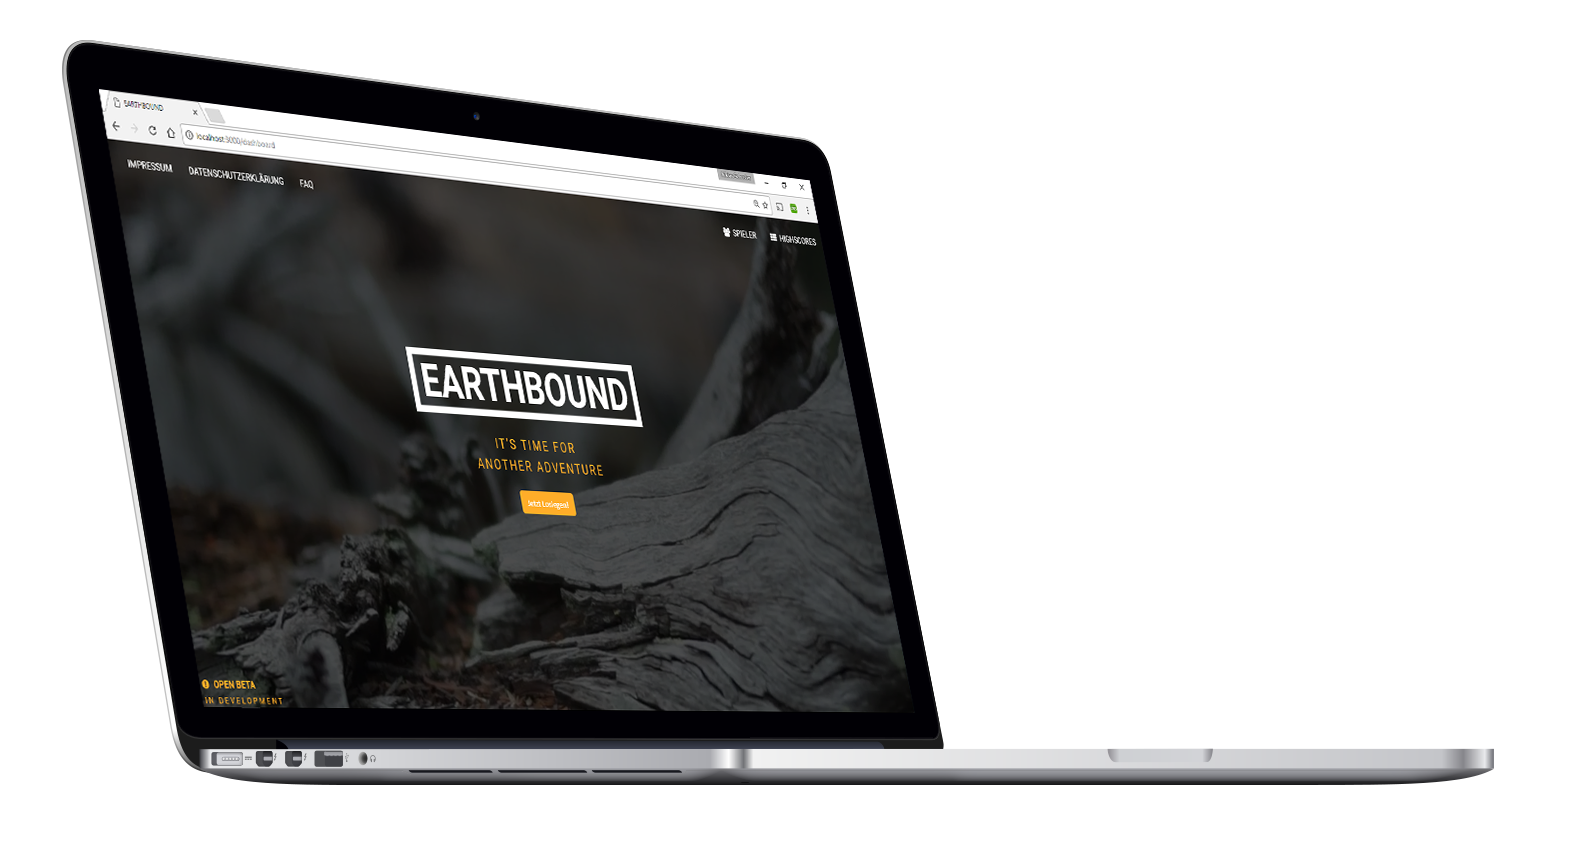 EARTHBOUND
localhost:3000/dashboard
IMPRESSUM DATENSCHUTZERKLÄRUNG FAQ
SPIELER HIGHSCORES
EARTHBOUND
IT'S TIME FOR
ANOTHER ADVENTURE
Jetzt Loslegen!
OPEN BETA
IN DEVELOPMENT